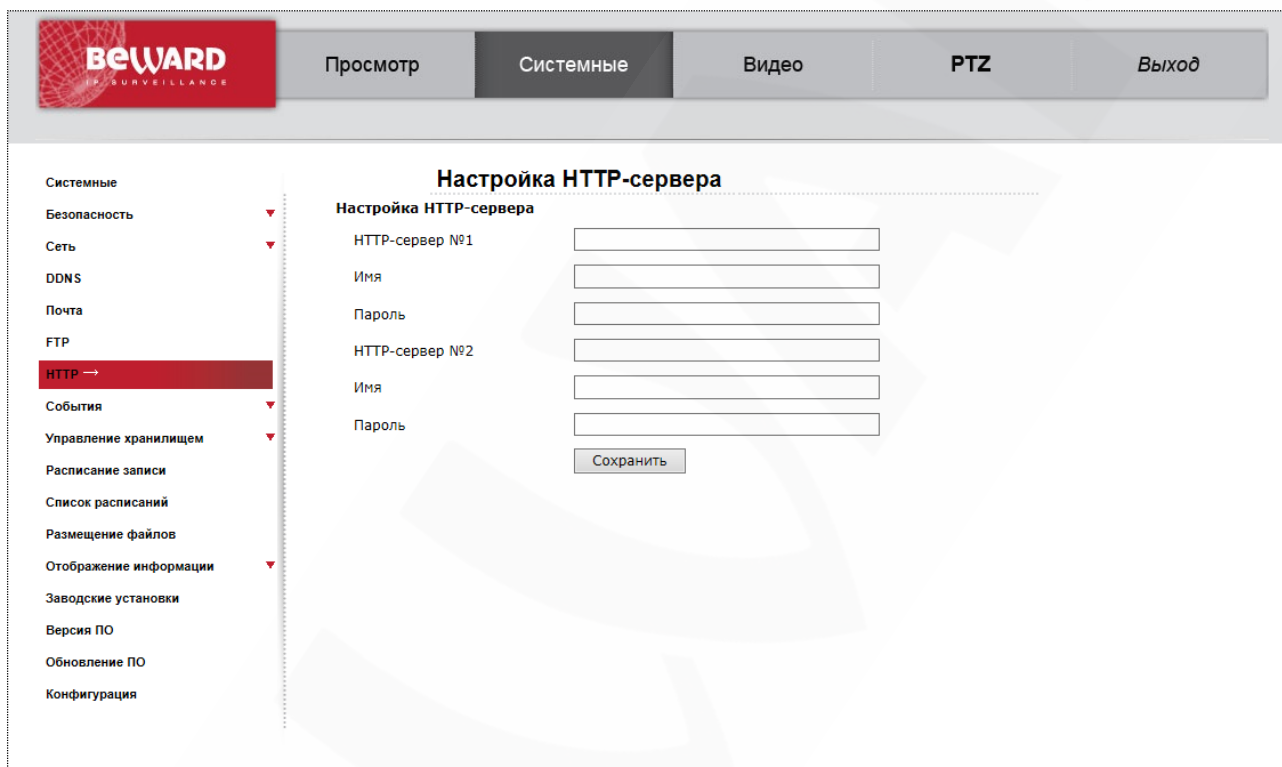 BEWARD
IP SURVEILLANCE
Просмотр
Системные
Видео
PTZ
Выход
Системные
Безопасность
Сеть
DDNS
Почта
FTP
HTTP →
События
Управление хранилищем
Расписание записи
Список расписаний
Размещение файлов
Отображение информации
Заводские установки
Версия ПО
Обновление ПО
Конфигурация
Настройка HTTP-сервера
Настройка HTTP-сервера
HTTP-сервер №1
Имя
Пароль
HTTP-сервер №2
Имя
Пароль
Сохранить